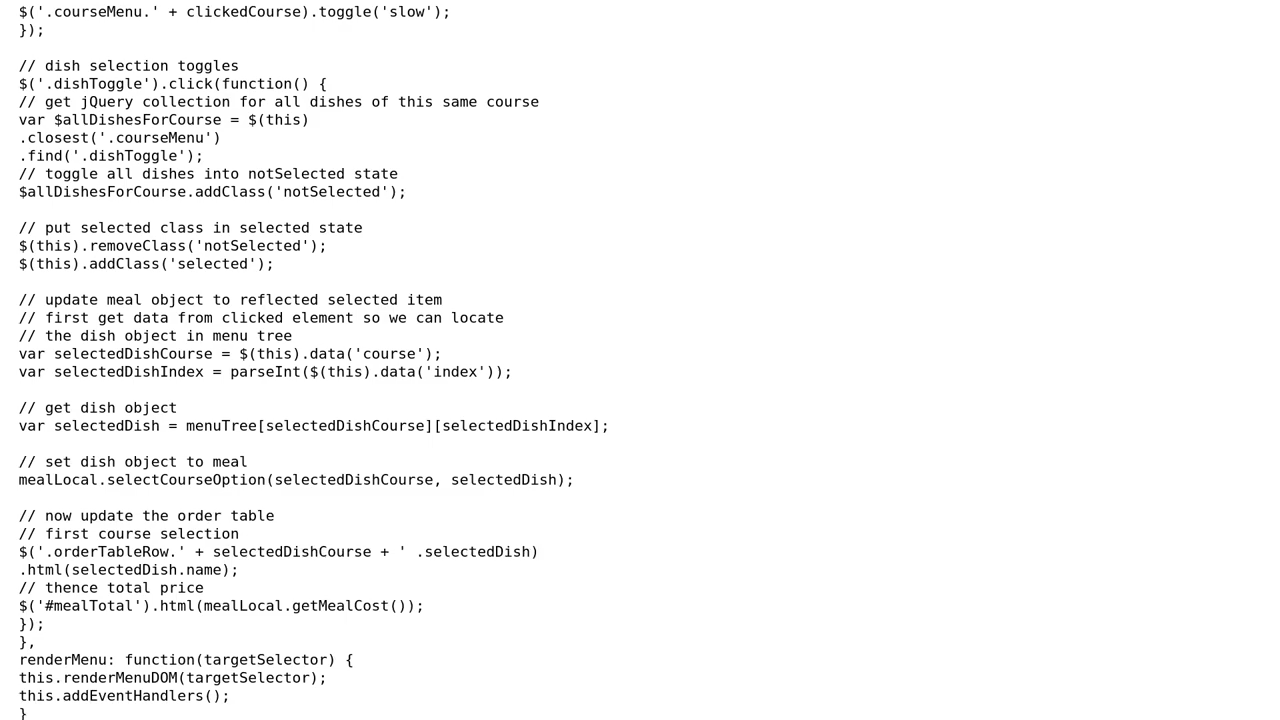 $('.courseMenu.' + clickedCourse).toggle('slow');
});

// dish selection toggles
$('.dishToggle').click(function() {
// get jQuery collection for all dishes of this same course
var $allDishesForCourse = $(this)
.closest('.courseMenu')
.find('.dishToggle');
// toggle all dishes into notSelected state
$allDishesForCourse.addClass('notSelected');

// put selected class in selected state
$(this).removeClass('notSelected');
$(this).addClass('selected');

// update meal object to reflected selected item
// first get data from clicked element so we can locate
// the dish object in menu tree
var selectedDishCourse = $(this).data('course');
var selectedDishIndex = parseInt($(this).data('index'));

// get dish object
var selectedDish = menuTree[selectedDishCourse][selectedDishIndex];

// set dish object to meal
mealLocal.selectCourseOption(selectedDishCourse, selectedDish);

// now update the order table
// first course selection
$('.orderTableRow.' + selectedDishCourse + ' .selectedDish)
.html(selectedDish.name);
// thence total price
$('#mealTotal').html(mealLocal.getMealCost());
});
},
renderMenu: function(targetSelector) {
this.renderMenuDOM(targetSelector);
this.addEventHandlers();
}